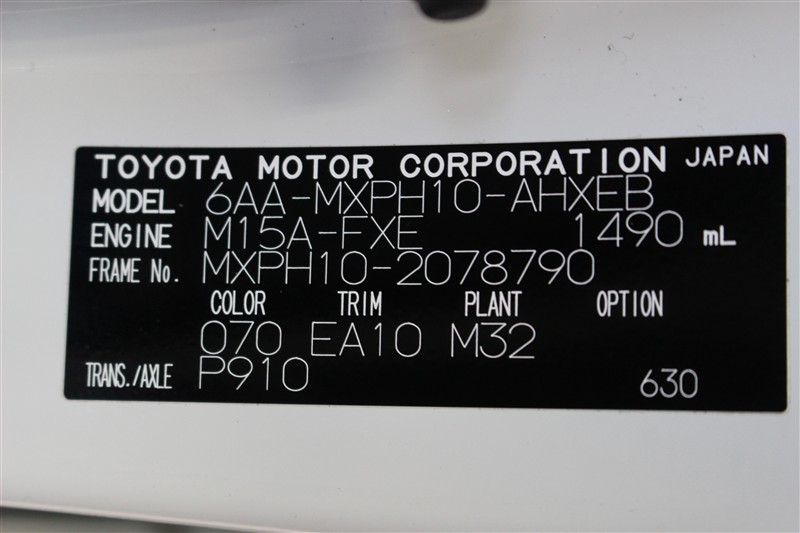 TOYOTA MOTOR CORPORATION JAPAN
MODEL 6AA-MXPH10-AHXEB
ENGINE M15A-FXE 1490 mL
FRAME No. MXPH10-2078790
COLOR TRIM PLANT OPTION
070 EA10 M32
TRANS./AXLE P910 630